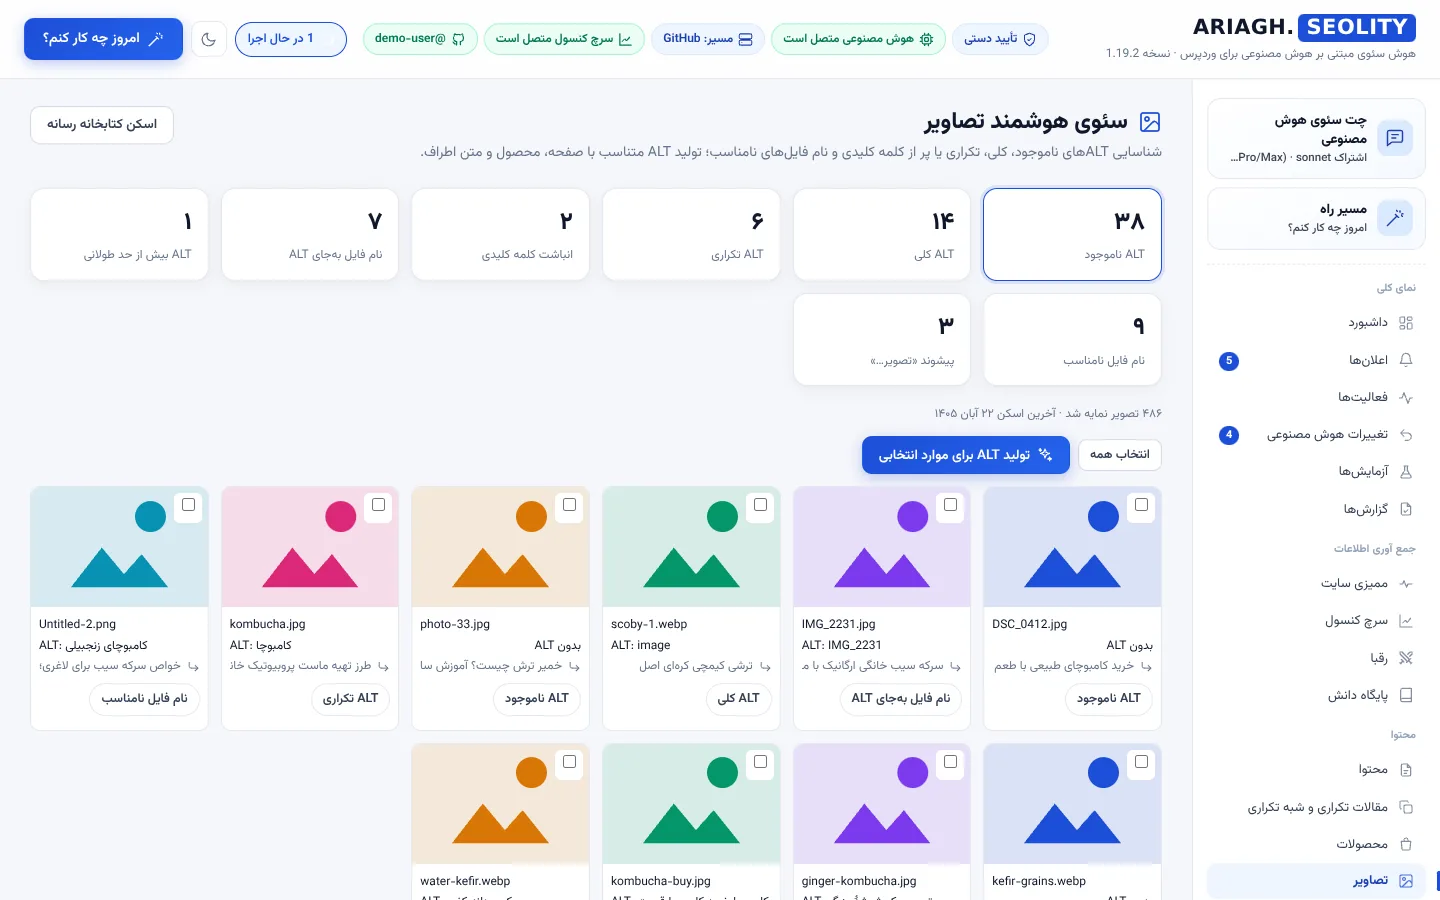 ARIAGH. SEOLITY
هوش سئوی مبتنی بر هوش مصنوعی برای وردپرس · نسخه 1.19.2
تأیید دستی
هوش مصنوعی متصل است
مسیر: GitHub
سرچ کنسول متصل است
@demo-user
1 در حال اجرا
امروز چه کار کنم؟
چت سئوی هوش مصنوعی
اشتراک Pro/Max) · sonnet…
مسیر راه
امروز چه کار کنم؟
نمای کلی
داشبورد
اعلان‌ها 5
فعالیت‌ها
تغییرات هوش مصنوعی 4
آزمایش‌ها
گزارش‌ها
جمع آوری اطلاعات
ممیزی سایت
سرچ کنسول
رقبا
پایگاه دانش
محتوا
محتوا
مقالات تکراری و شبه تکراری
محصولات
تصاویر
سئوی هوشمند تصاویر
شناسایی ALTهای ناموجود، کلی، تکراری یا پر از کلمه کلیدی و نام فایل‌های نامناسب؛ تولید ALT متناسب با صفحه، محصول و متن اطراف.
اسکن کتابخانه رسانه
۳۸
ALT ناموجود
۱۴
ALT کلی
۶
ALT تکراری
۲
انباشت کلمه کلیدی
۷
نام فایل به‌جای ALT
۱
ALT بیش از حد طولانی
۹
نام فایل نامناسب
۳
پیشوند «تصویر…»
۴۸۶ تصویر نمایه شد · آخرین اسکن ۲۲ آبان ۱۴۰۵
انتخاب همه
تولید ALT برای موارد انتخابی
DSC_0412.jpg
بدون ALT
خرید کامبوچای طبیعی با طعم
ALT ناموجود
IMG_2231.jpg
ALT: IMG_2231
سرکه سیب خانگی ارگانیک با م
نام فایل به‌جای ALT
scoby-1.webp
ALT: image
ترشی کیمچی کره‌ای اصل
ALT کلی
photo-33.jpg
بدون ALT
خمیر ترش چیست؟ آموزش سا
ALT ناموجود
kombucha.jpg
ALT: کامبوچا
طرز تهیه ماست پروبیوتیک خان
ALT تکراری
Untitled-2.png
ALT: کامبوچای زنجبیلی
خواص سرکه سیب برای لاغری؛
نام فایل نامناسب
kefir-grains.webp
ginger-kombucha.jpg
kombucha-buy.jpg
water-kefir.webp